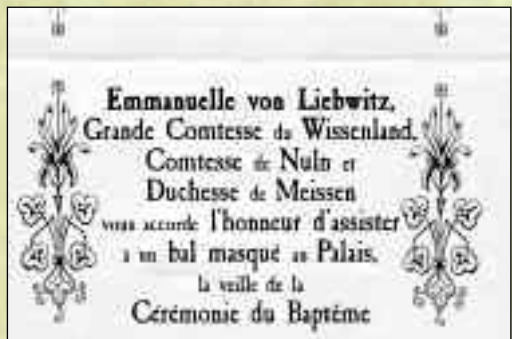 Emmanuelle von Liebwitz,
Grande Comtesse du Wissenland,
Comtesse de Nuln et
Duchesse de Meissen
vous accorde l'honneur d'assister
à un bal masqué au Palais,
la veille de la
Cérémonie du Baptême